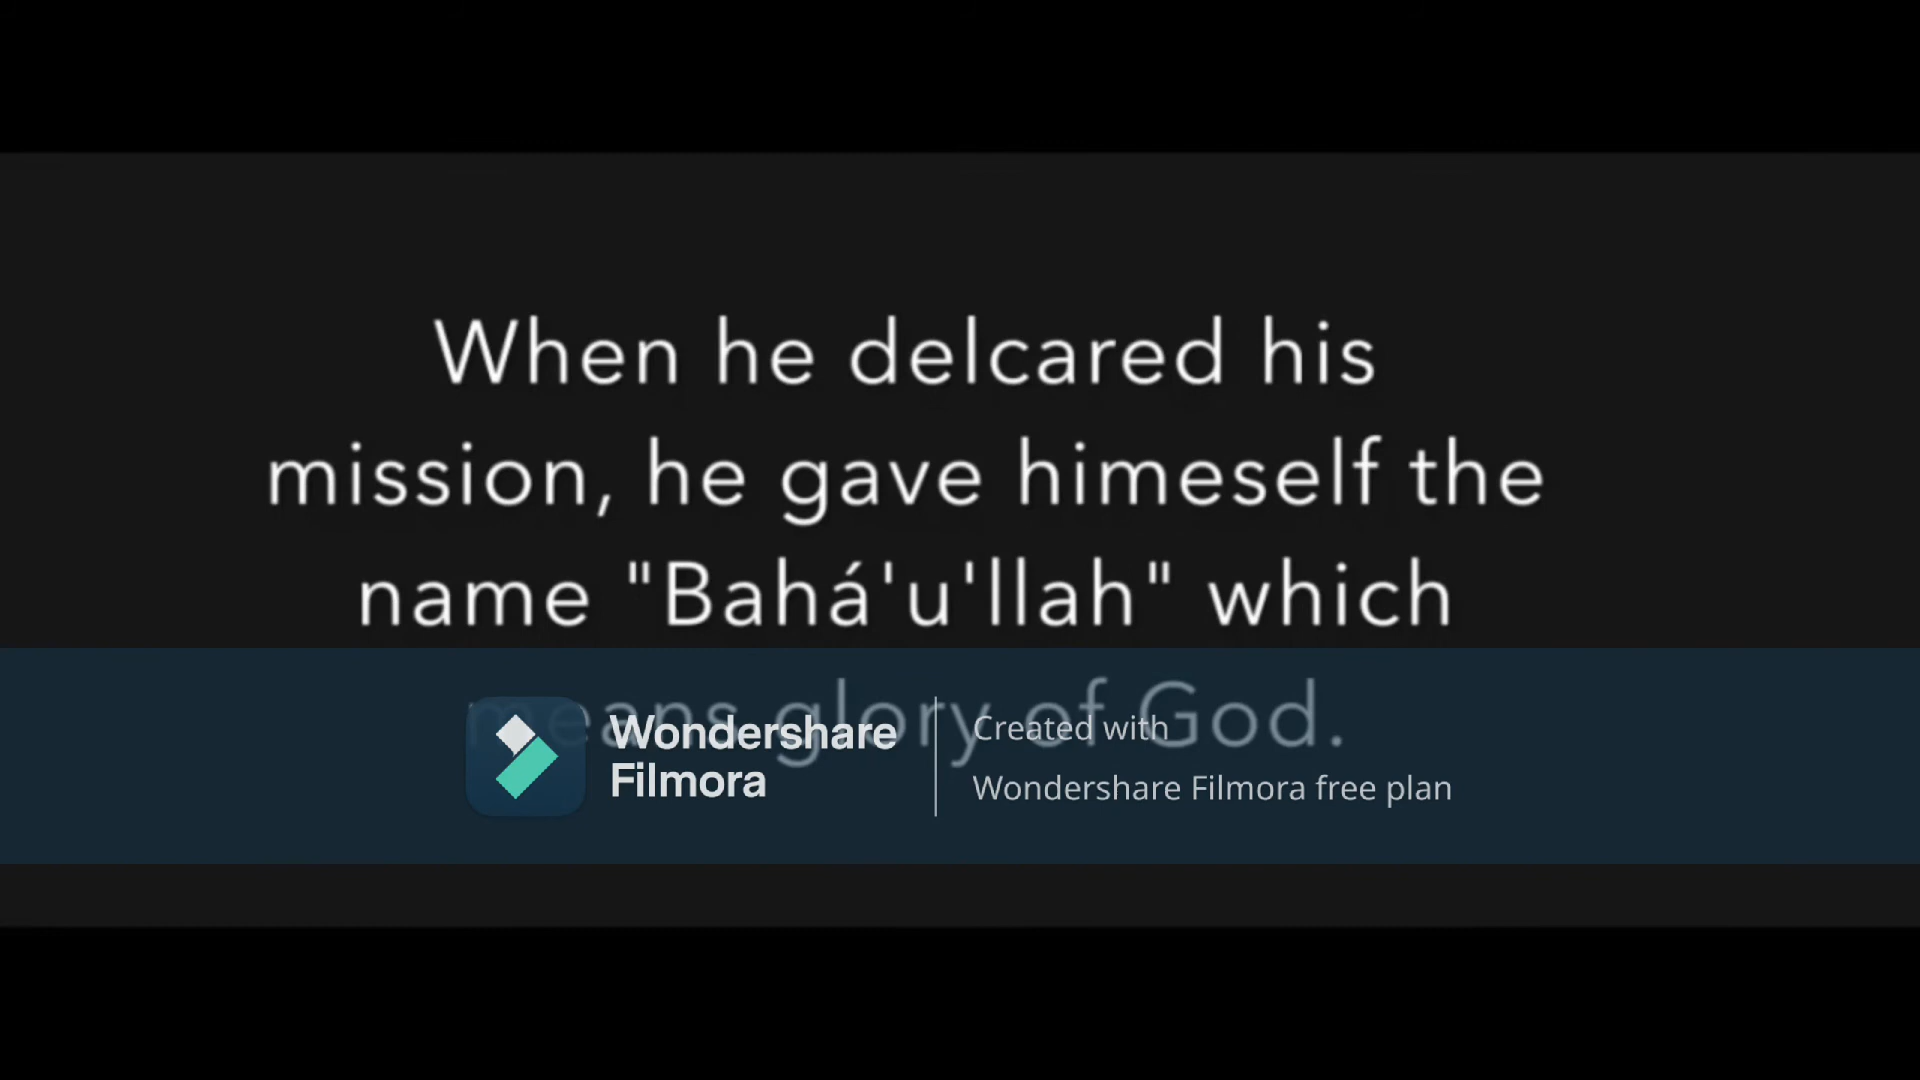 When he delcared his
mission, he gave himeself the
name "Bahá'u'llah" which
means glory of God.
Wondershare
Filmora
Created with
Wondershare Filmora free plan